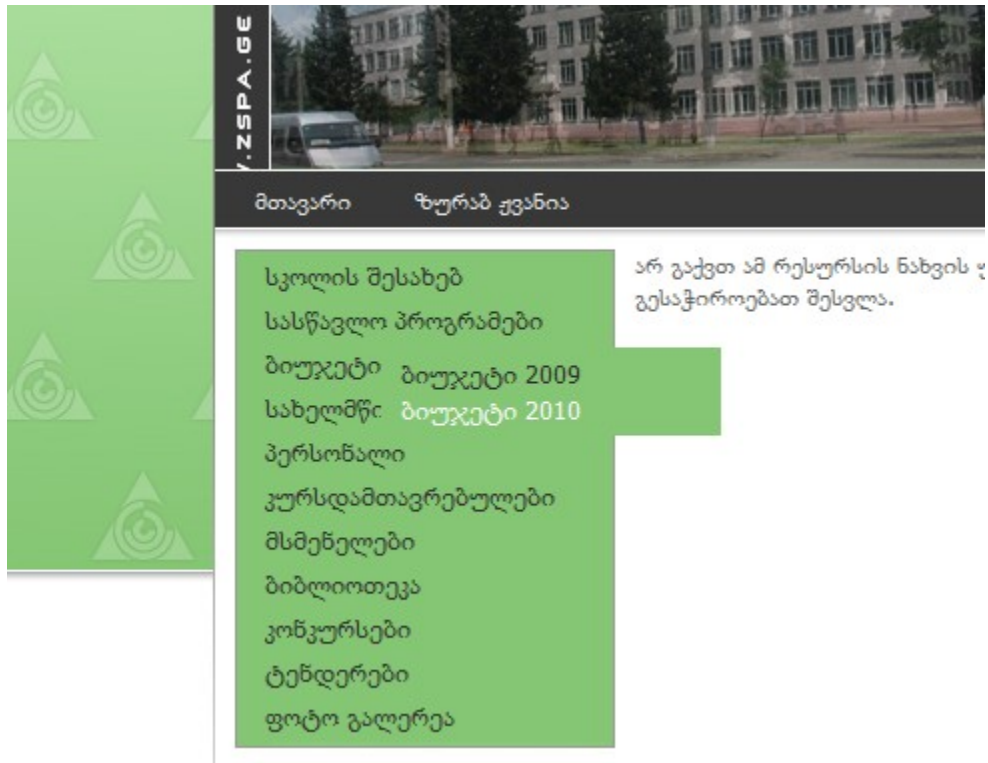 .ZSPA.GE
მთავარი ზურაბ ჟვანია
სკოლის შესახებ
სასწავლო პროგრამები
ბიუჯეტი
ბიუჯეტი 2009
ბიუჯეტი 2010
პერსონალი
კურსდამთავრებულები
მსმენელები
ბიბლიოთეკა
კონკურსები
ტენდერები
ფოტო გალერეა
არ გაქვთ ამ რესურსის ნახვის
გესაჭიროებათ შესვლა.